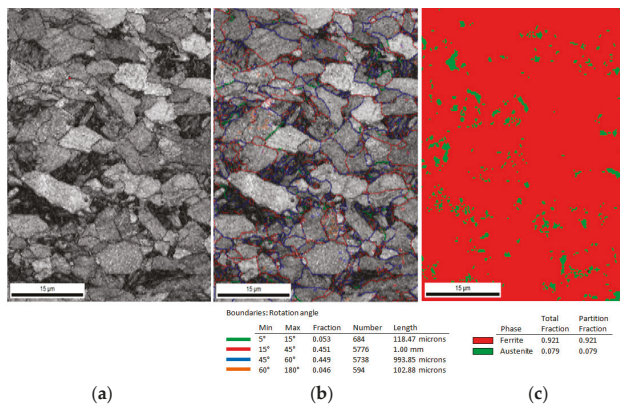 15 µm
15 µm
15 µm
Boundaries: Rotation angle
Min Max Fraction Number Length
5° 15° 0.053 684 118.47 microns
15° 45° 0.451 5776 1.00 mm
45° 60° 0.449 5738 993.85 microns
60° 180° 0.046 594 102.88 microns
Total Partition
Phase Fraction Fraction
Ferrite 0.921 0.921
Austenite 0.079 0.079
(a) (b) (c)